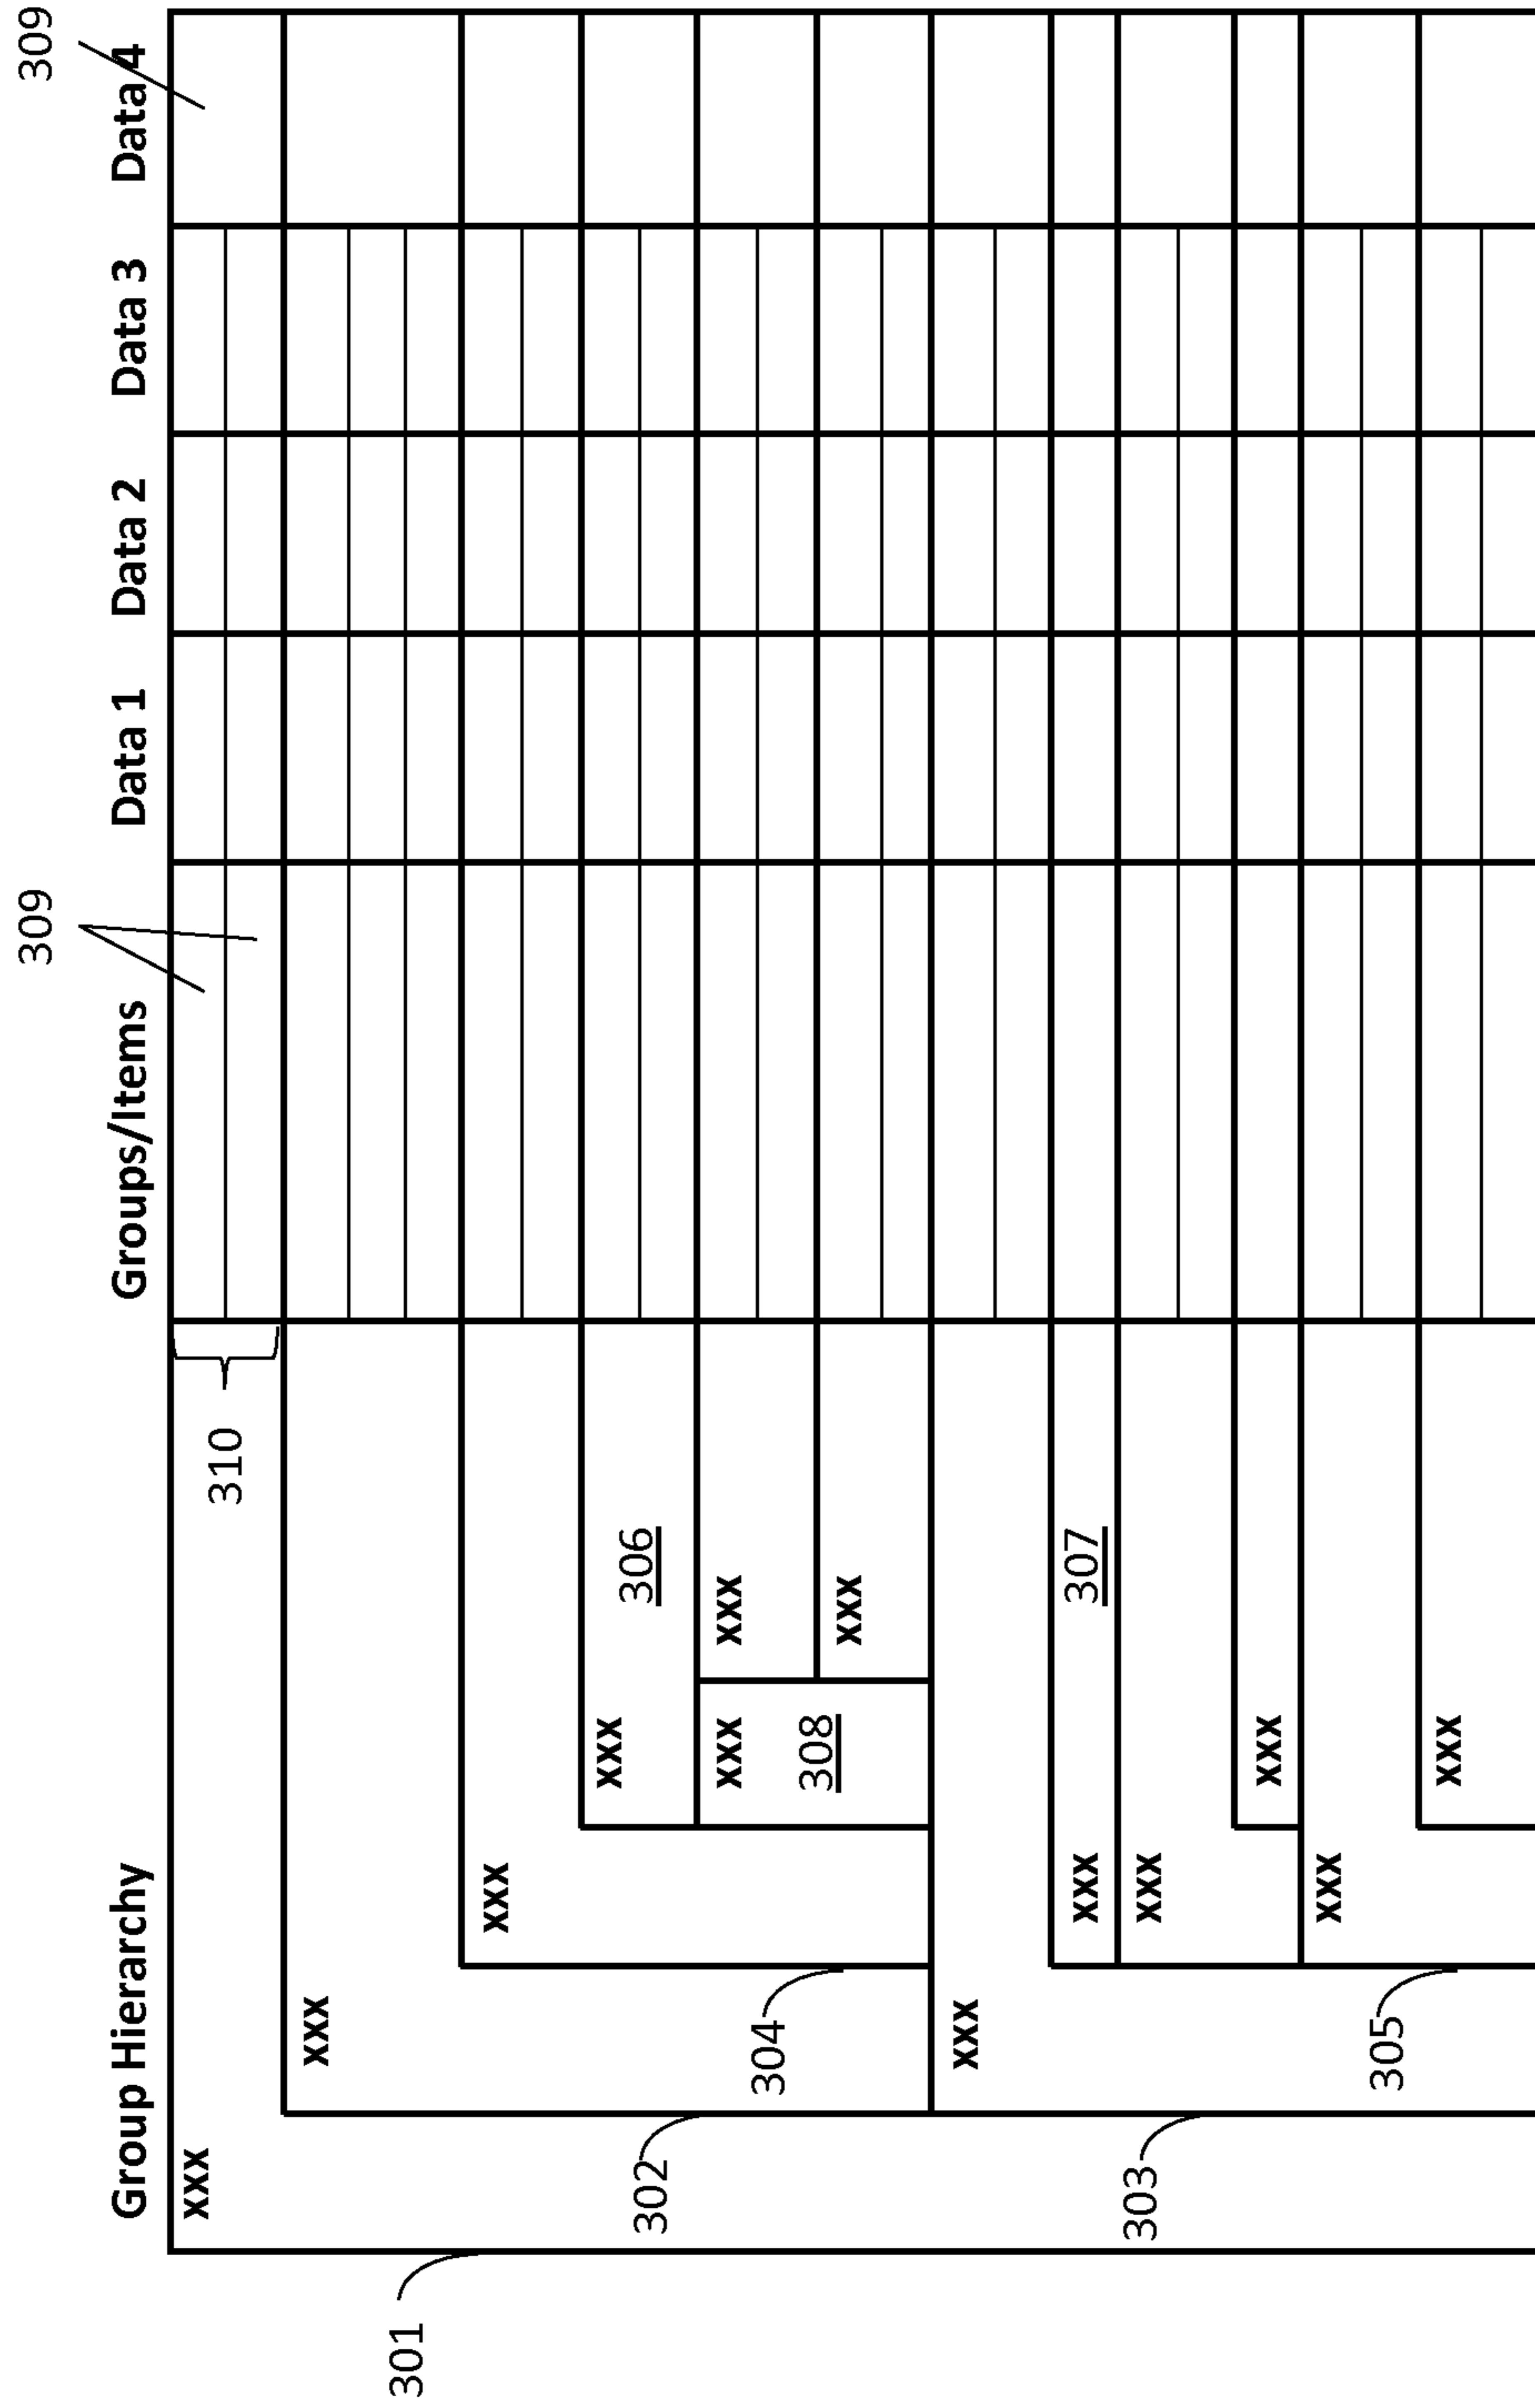 309 309
Group Hierarchy Groups/Items Data 1 Data 2 Data 3 Data 4
xxx
310
xxx
301
xxx
xxx
306
302
xxx xxx
304
308
xxx
xxx
xxx 307
303 xxx
xxx
xxx
305
xxx